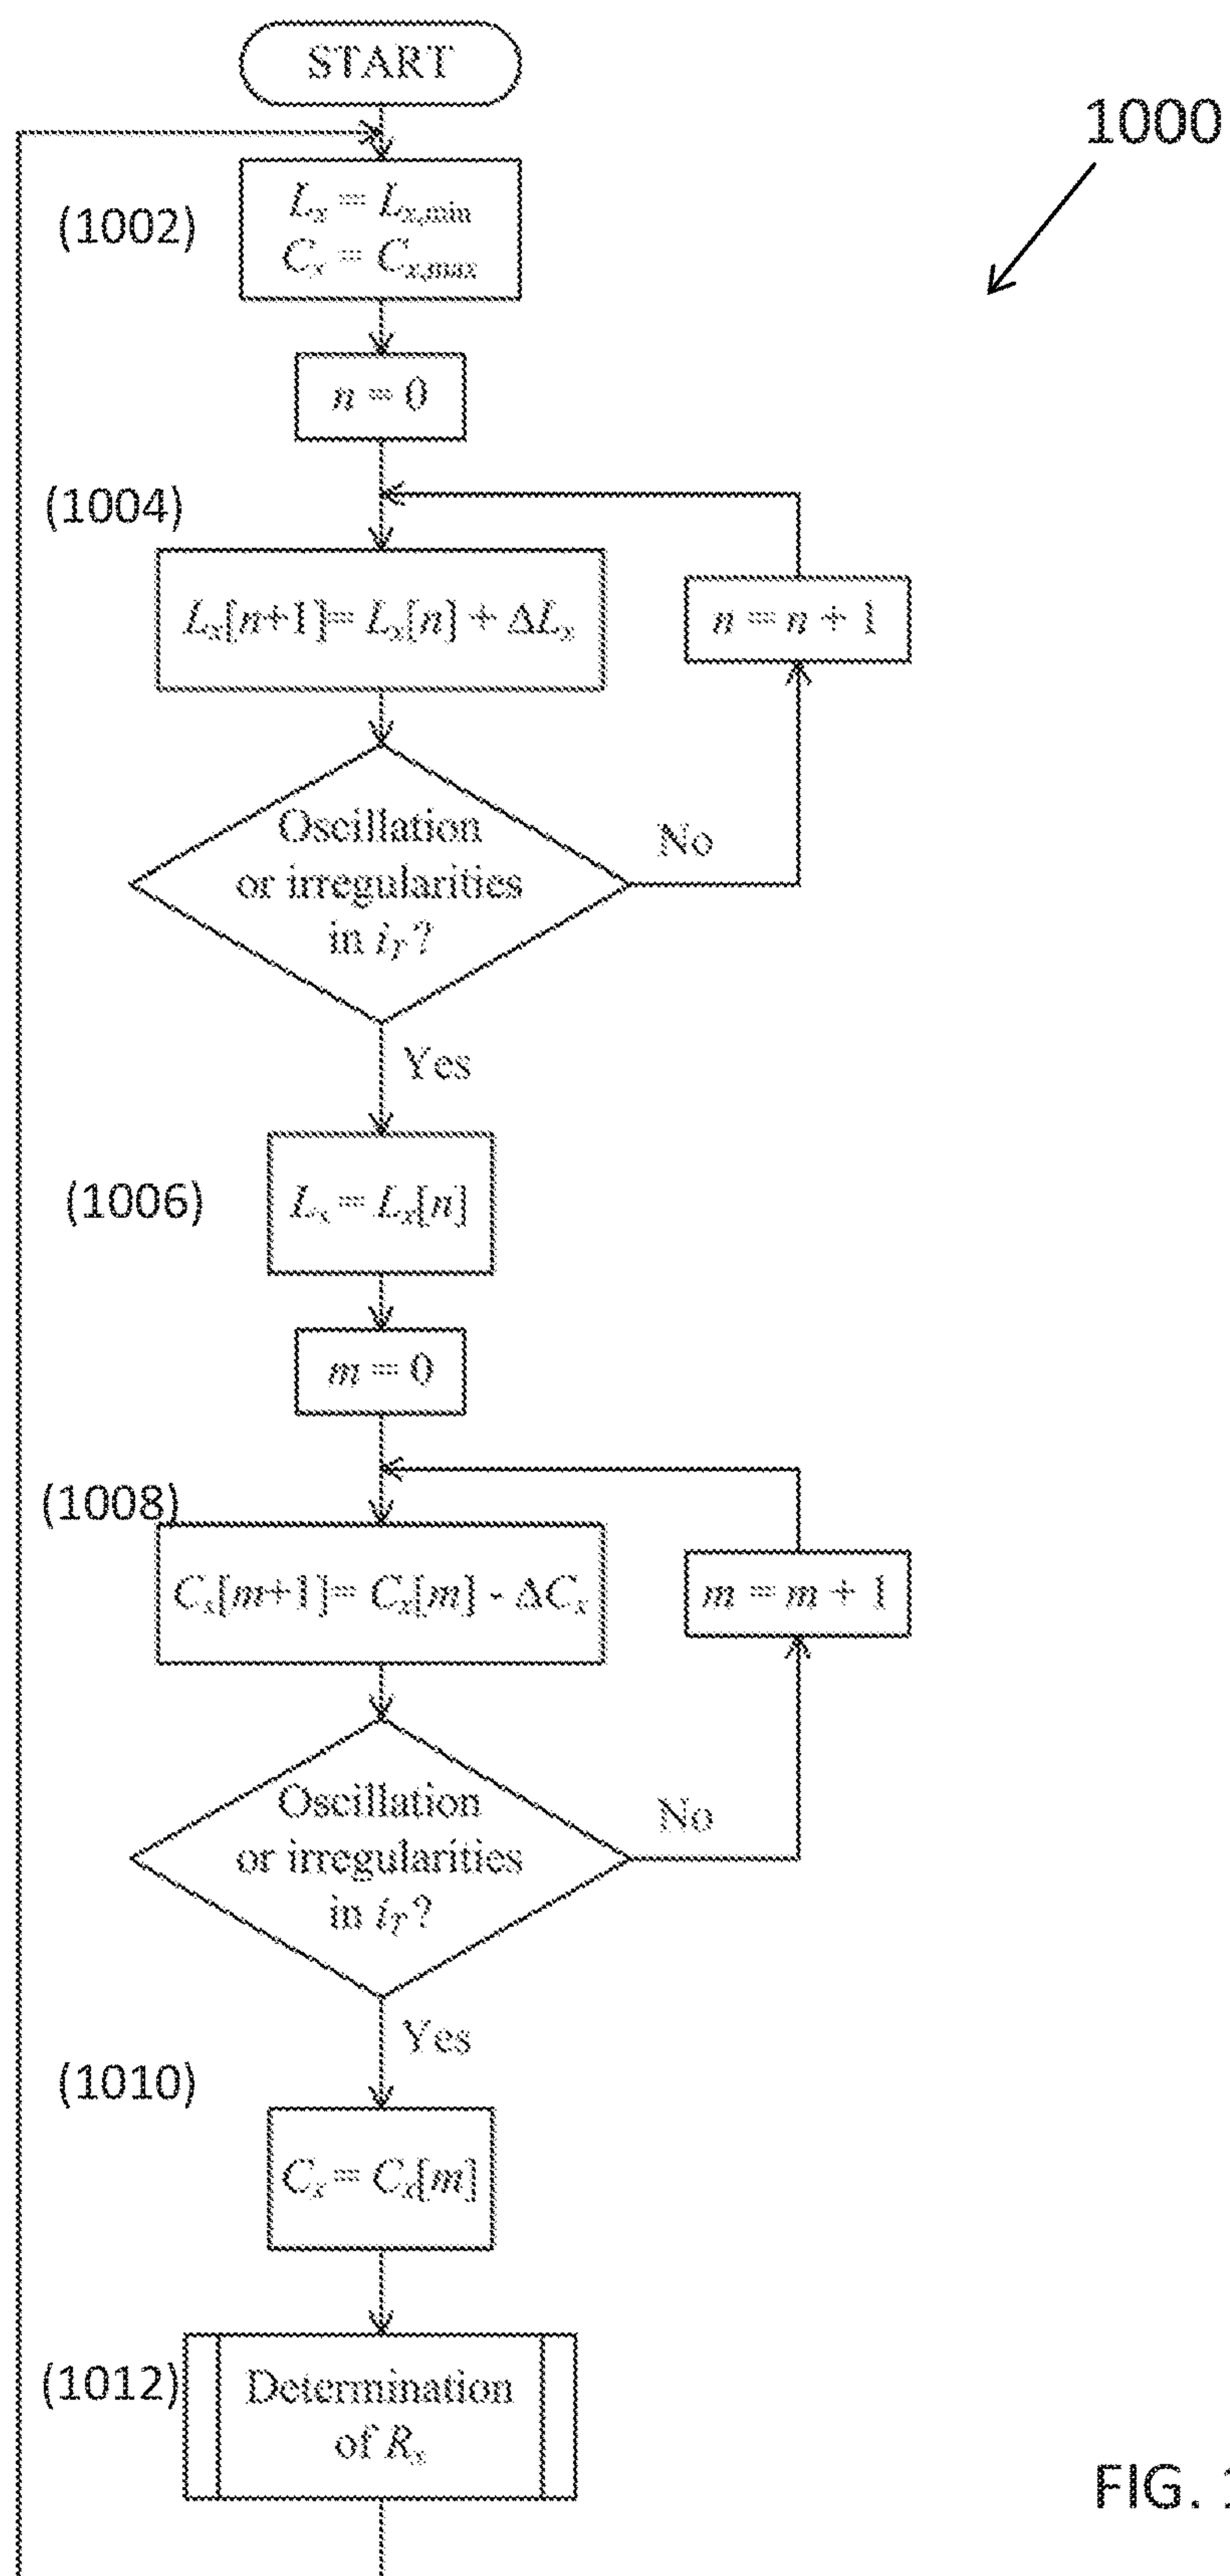 START
1000
(1002)
Lx = Lx,min
Cx = Cx,max
n = 0
(1004)
Lx[n+1]= Lx[n] + ΔLx
n = n + 1
Oscillation
or irregularities
in iT?
No
Yes
(1006)
Lx = Lx[n]
m = 0
(1008)
Cx[m+1]= Cx[m] - ΔCx
m = m + 1
Oscillation
or irregularities
in iT?
No
Yes
(1010)
Cx = Cx[m]
(1012)
Determination
of Rx
FIG.